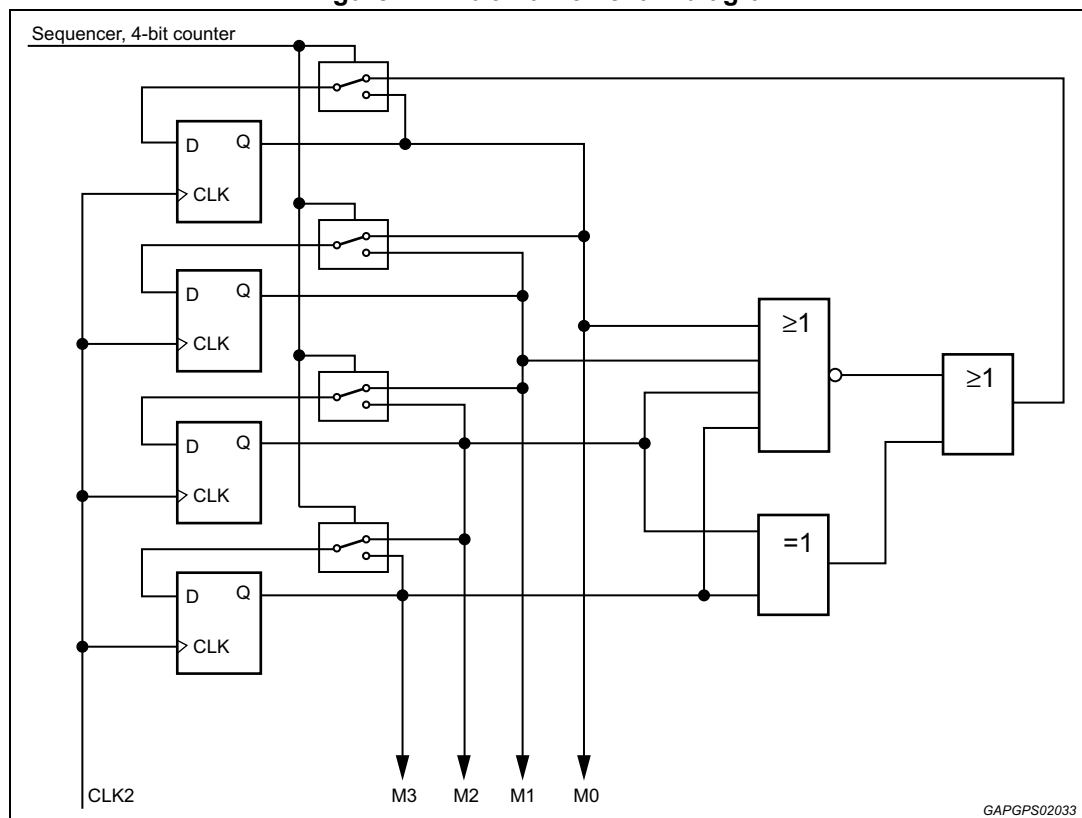 Sequencer, 4-bit counter
D Q
CLK
D Q
CLK
≥1
≥1
D Q
CLK
=1
D Q
CLK
CLK2 M3 M2 M1 M0
GAPGPS02033